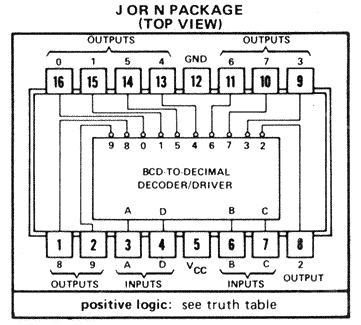 J OR N PACKAGE
(TOP VIEW)
OUTPUTS OUTPUTS
0 1 5 4 GND 6 7 3
16 15 14 13 12 11 10 9
9 8 0 1 5 4 6 7 3 2
BCD-TO-DECIMAL
DECODER/DRIVER
A D B C
1 2 3 4 5 6 7 8
8 9 A D VCC B C 2
OUTPUTS INPUTS INPUTS OUTPUT
positive logic: see truth table